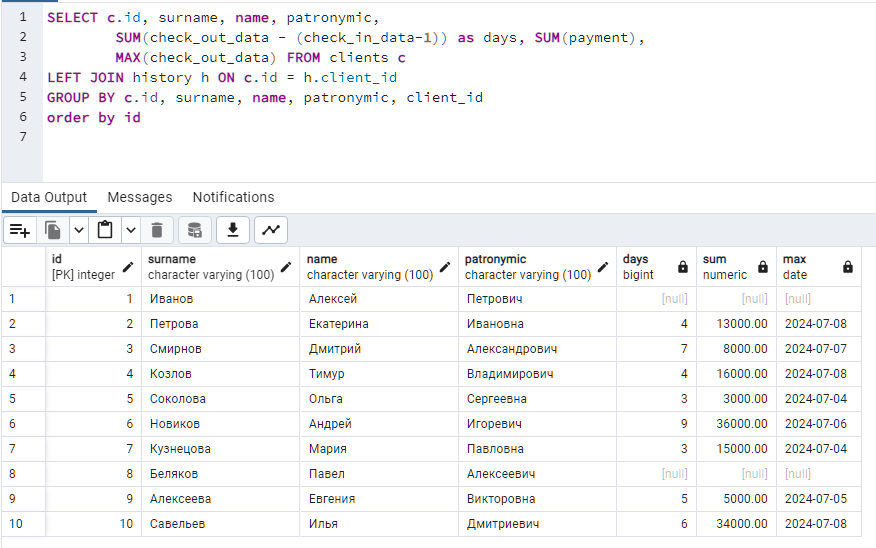 1 SELECT c.id, surname, name, patronymic,
2 SUM(check_out_data - (check_in_data-1)) as days, SUM(payment),
3 MAX(check_out_data) FROM clients c
4 LEFT JOIN history h ON c.id = h.client_id
5 GROUP BY c.id, surname, name, patronymic, client_id
6 order by id
7
Data Output Messages Notifications
id surname name patronymic days sum max
[PK] integer character varying (100) character varying (100) character varying (100) bigint numeric date
1 1 Иванов Алексей Петрович [null] [null] [null]
2 2 Петрова Екатерина Ивановна 4 13000.00 2024-07-08
3 3 Смирнов Дмитрий Александрович 7 8000.00 2024-07-07
4 4 Козлов Тимур Владимирович 4 16000.00 2024-07-08
5 5 Соколова Ольга Сергеевна 3 3000.00 2024-07-04
6 6 Новиков Андрей Игоревич 9 36000.00 2024-07-06
7 7 Кузнецова Мария Павловна 3 15000.00 2024-07-04
8 8 Беляков Павел Алексеевич [null] [null] [null]
9 9 Алексеева Евгения Викторовна 5 5000.00 2024-07-05
10 10 Савельев Илья Дмитриевич 6 34000.00 2024-07-08